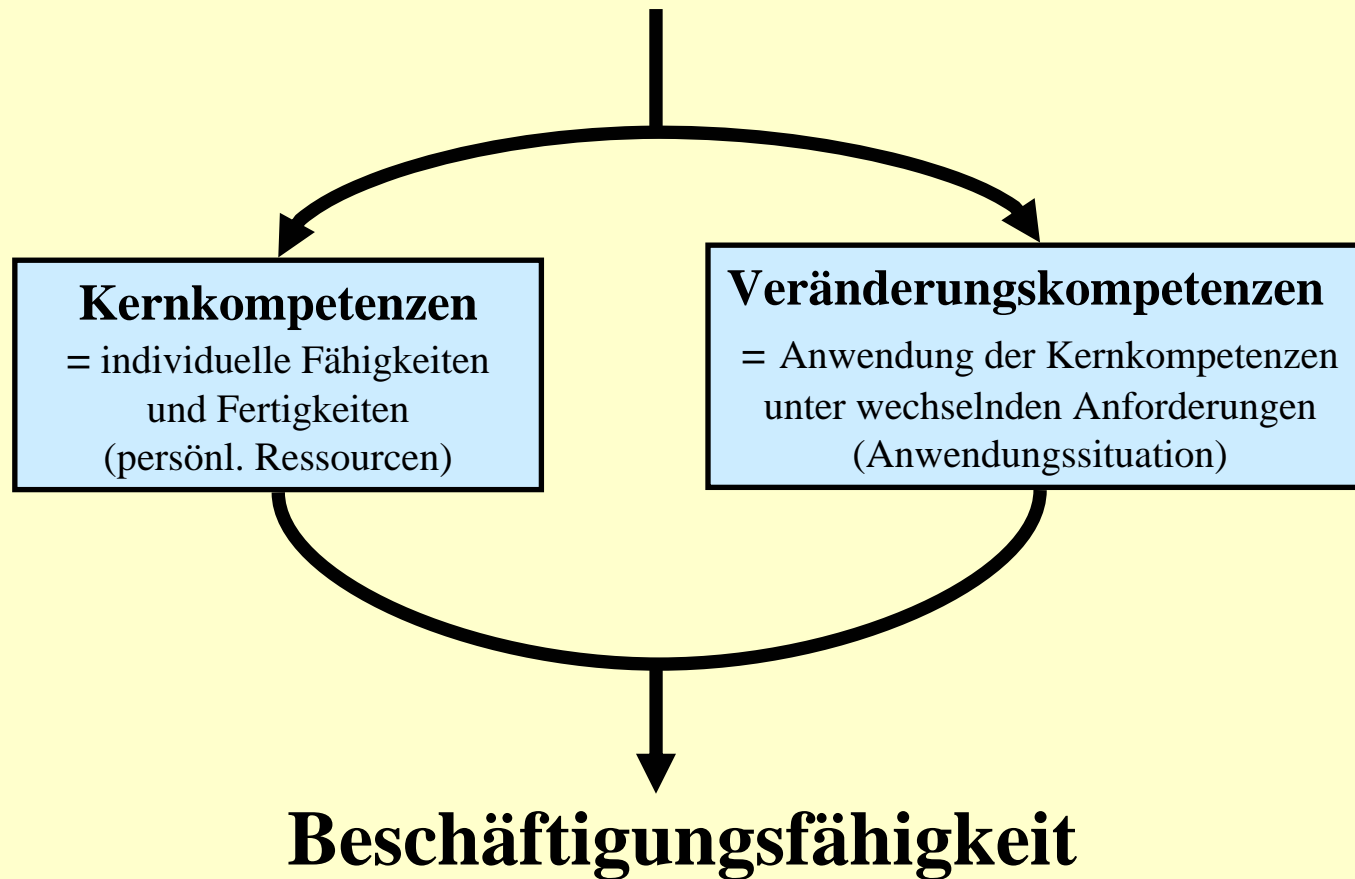 Kernkompetenzen
= individuelle Fähigkeiten
und Fertigkeiten
(persönl. Ressourcen)
Veränderungskompetenzen
= Anwendung der Kernkompetenzen
unter wechselnden Anforderungen
(Anwendungssituation)
Beschäftigungsfähigkeit